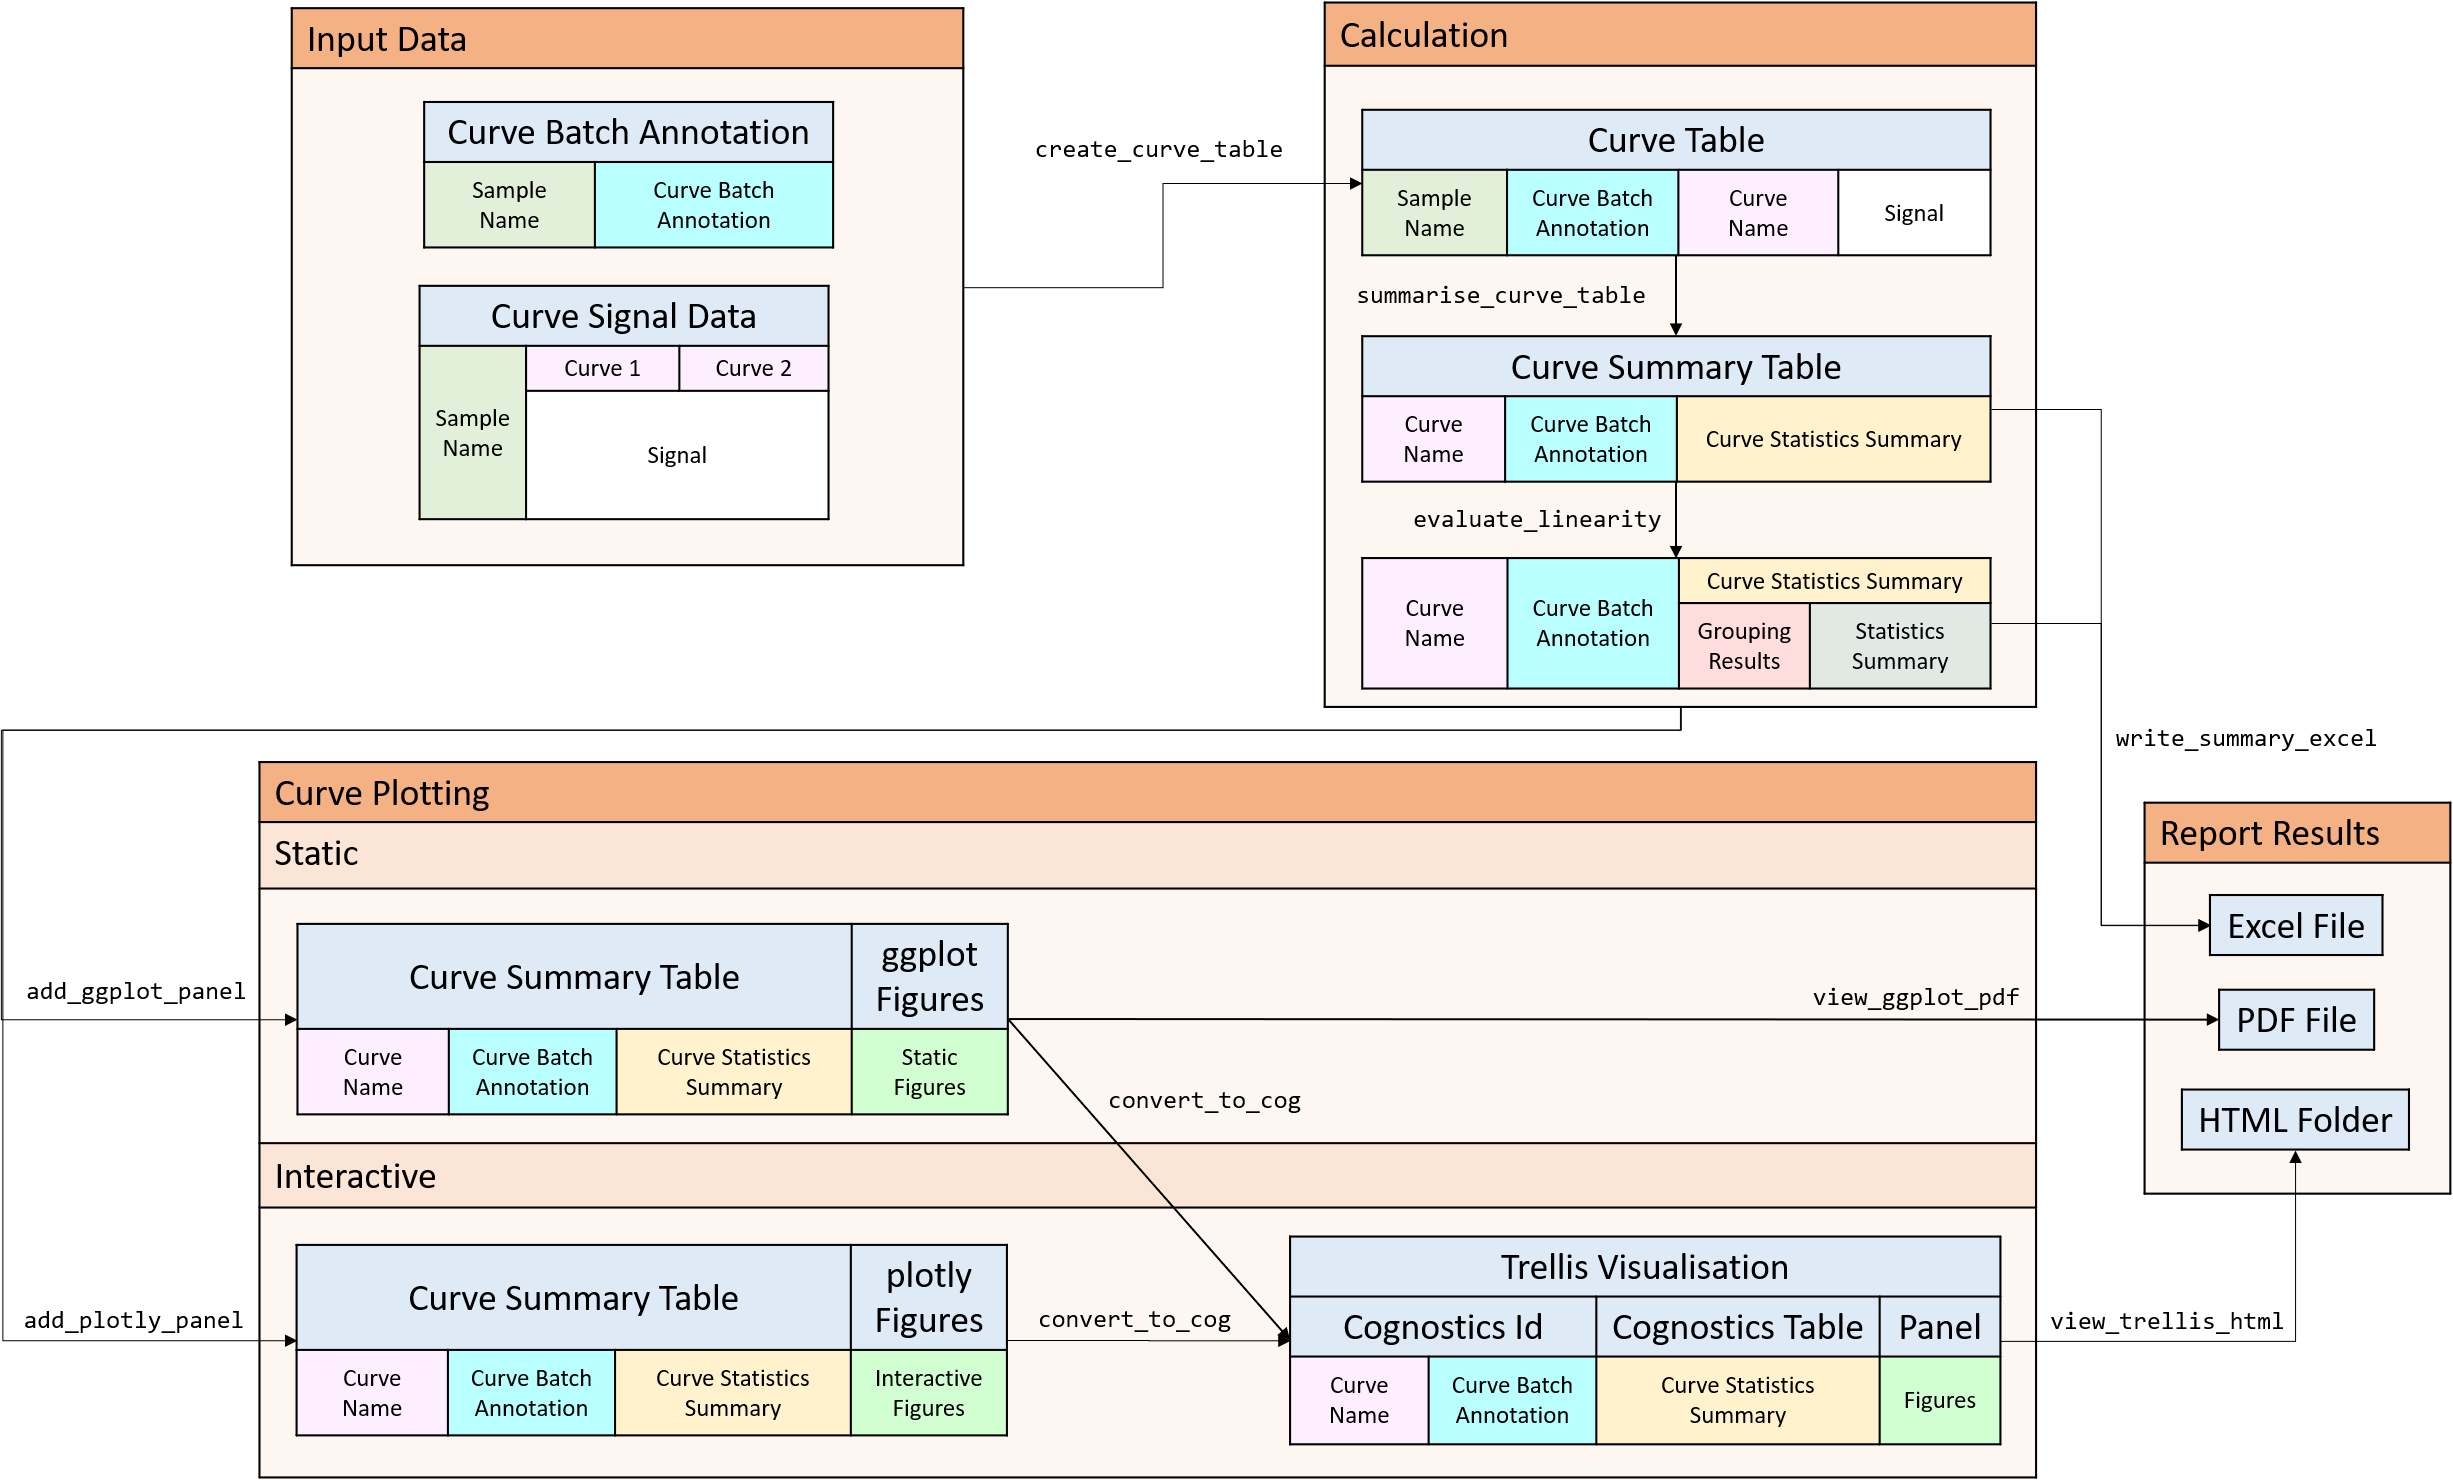 Input Data
Curve Batch Annotation
Sample
Name
Curve Batch
Annotation
Curve Signal Data
Sample
Name
Curve 1
Curve 2
Signal
create_curve_table
Calculation
Curve Table
Sample
Name
Curve Batch
Annotation
Curve
Name
Signal
summarise_curve_table
Curve Summary Table
Curve
Name
Curve Batch
Annotation
Curve Statistics Summary
evaluate_linearity
Curve
Name
Curve Batch
Annotation
Curve Statistics Summary
Grouping
Results
Statistics
Summary
write_summary_excel
Curve Plotting
Static
add_ggplot_panel
Curve Summary Table
ggplot
Figures
Curve
Name
Curve Batch
Annotation
Curve Statistics
Summary
Static
Figures
view_ggplot_pdf
convert_to_cog
Interactive
add_plotly_panel
Curve Summary Table
plotly
Figures
Curve
Name
Curve Batch
Annotation
Curve Statistics
Summary
Interactive
Figures
convert_to_cog
Trellis Visualisation
Cognostics Id
Cognostics Table
Panel
Curve
Name
Curve Batch
Annotation
Curve Statistics
Summary
Figures
view_trellis_html
Report Results
Excel File
PDF File
HTML Folder